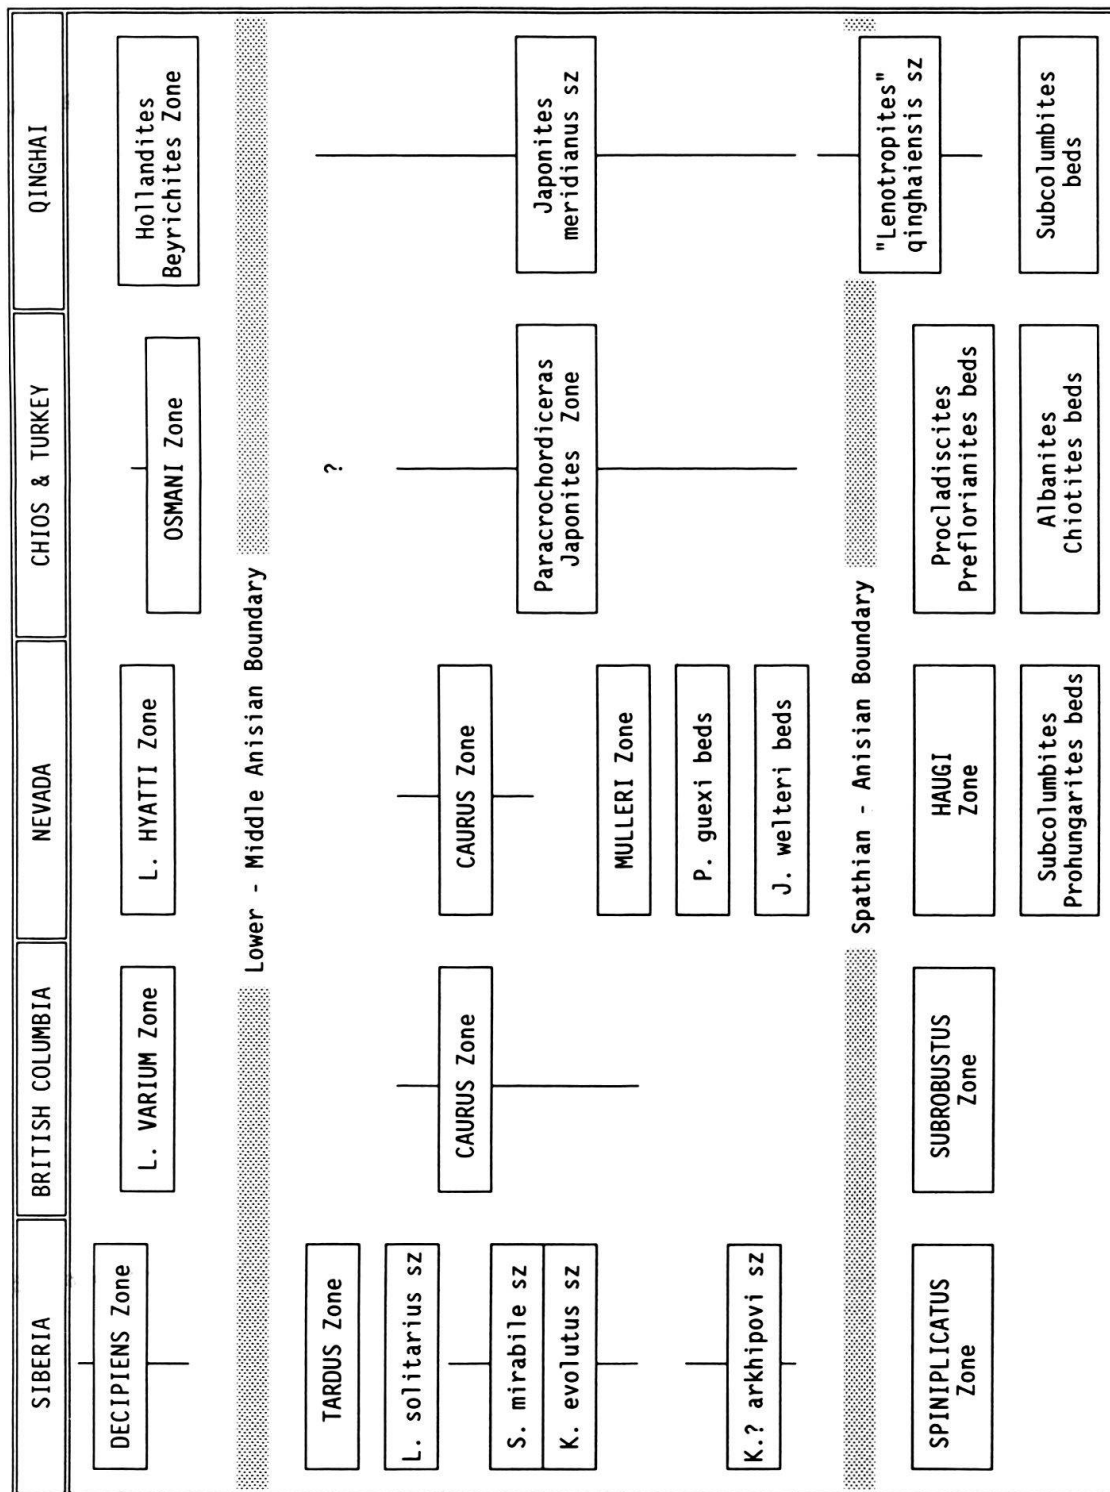 SIBERIA
BRITISH COLUMBIA
NEVADA
CHIOS & TURKEY
QINGHAI
DECIPIENS Zone
L. VARIUM Zone
L. HYATTI Zone
OSMANI Zone
Hollandites
Beyrichites Zone
Lower - Middle Anisian Boundary
TARDUS Zone
L. solitarius sz
S. mirabile sz
K. evolutus sz
K.? arkhipovi sz
CAURUS Zone
CAURUS Zone
MULLERI Zone
P. guexi beds
J. welteri beds
?
Paracrochordiceras
Japonites Zone
Japonites
meridianus sz
Spathian - Anisian Boundary
"Lenotropites"
qinghaiensis sz
SPINIPLICATUS
Zone
SUBROBUSTUS
Zone
HAUGI
Zone
Subcolumbites
Prohungarites beds
Procladiscites
Preflorianites beds
Albanites
Chiotites beds
Subcolumbites
beds